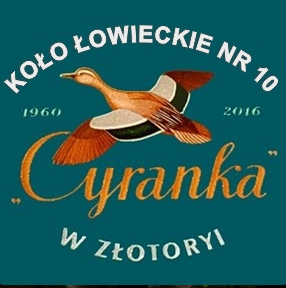 KOŁO ŁOWIECKIE NR 10
1960 2016
„Cyranka”
W ZŁOTORYI